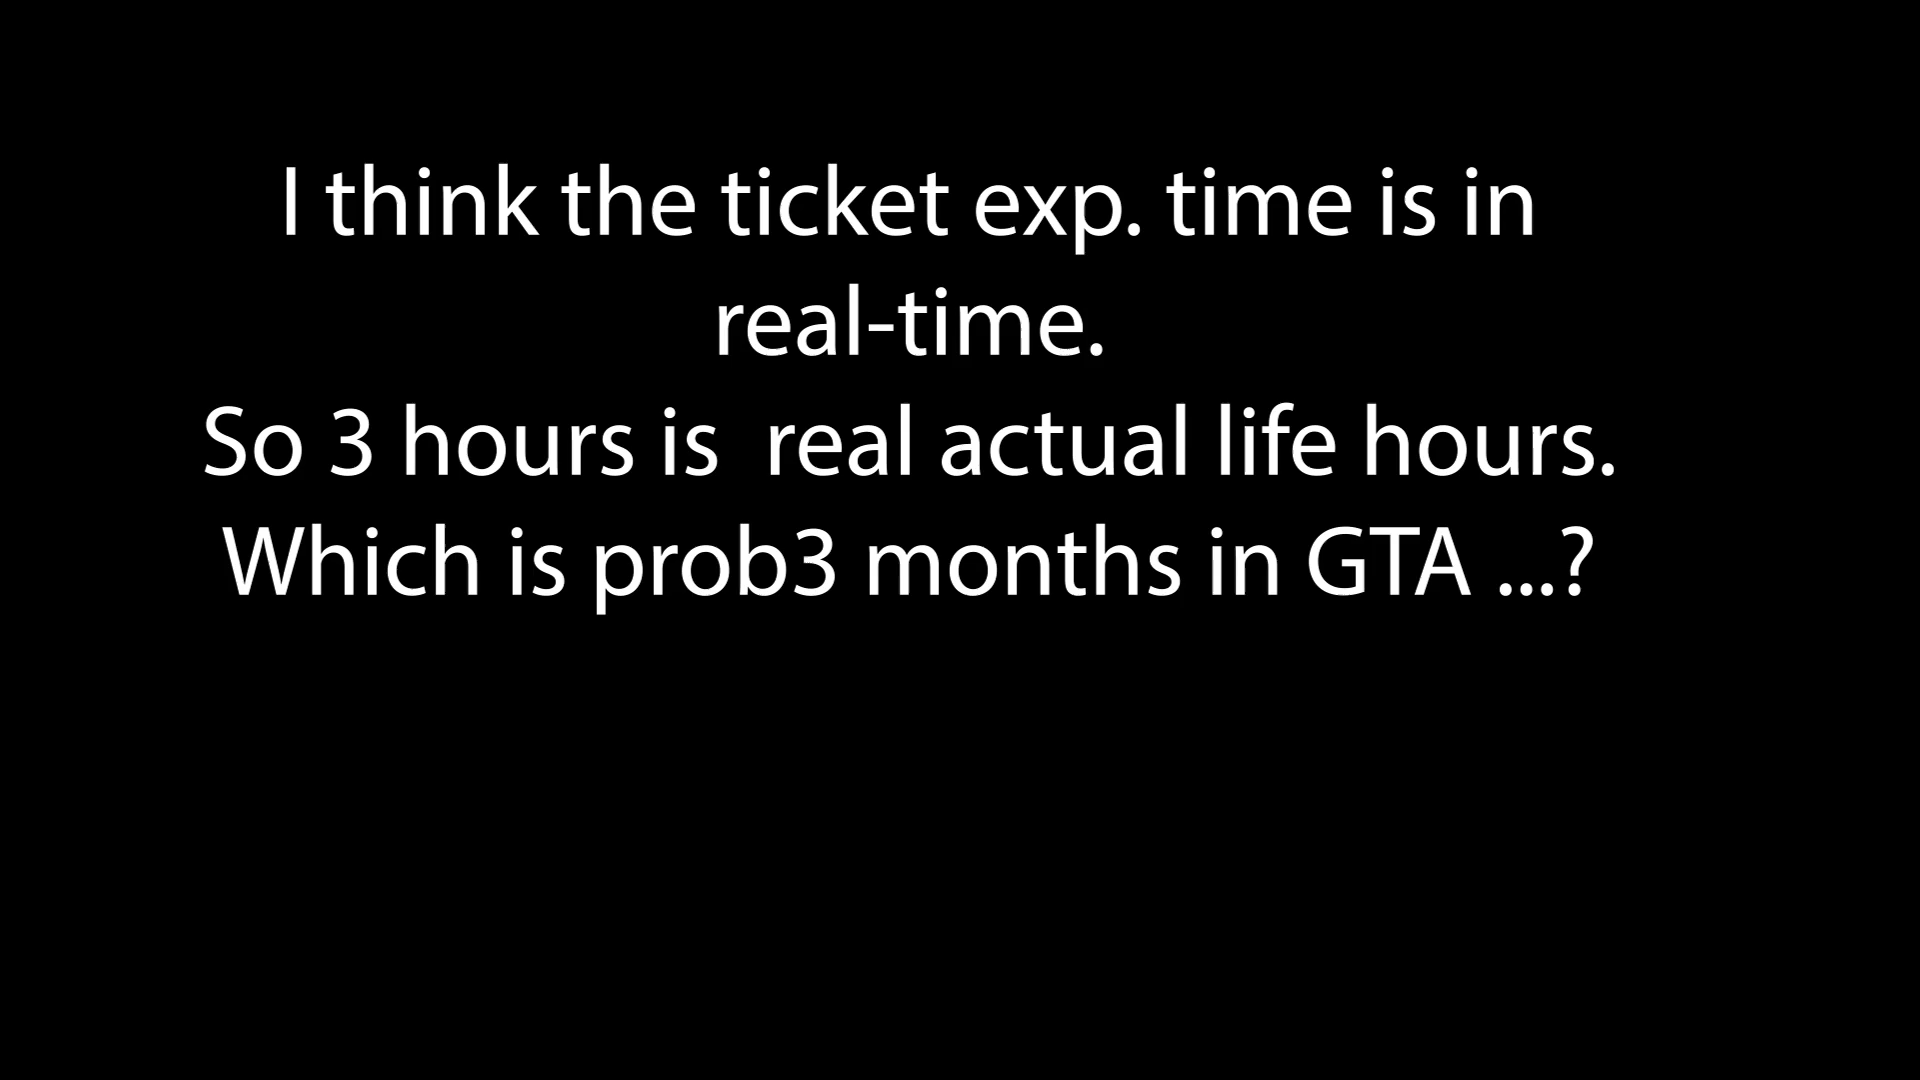 I think the ticket exp. time is in
real-time.
So 3 hours is  real actual life hours.
Which is prob3 months in GTA ...?